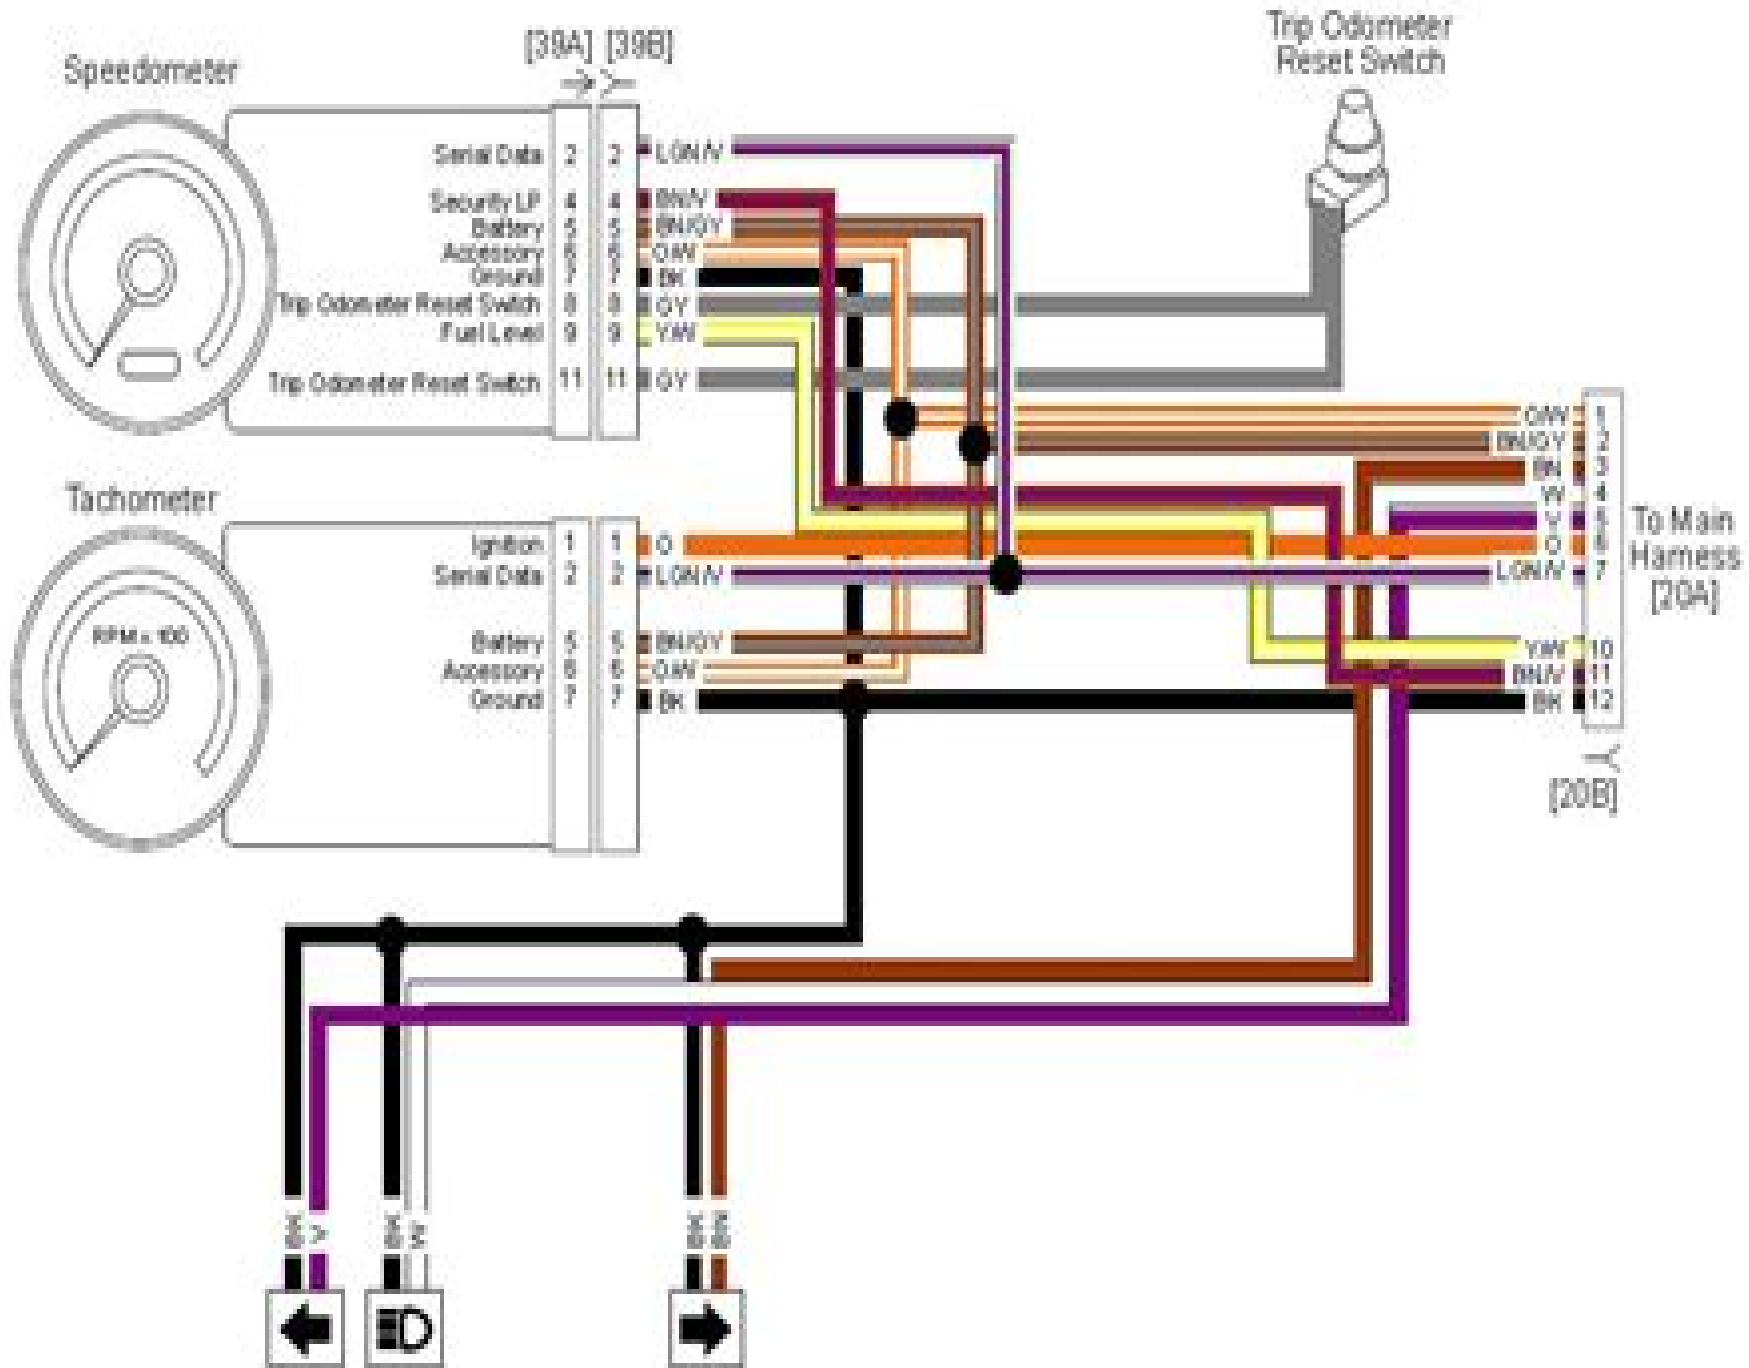 Trip Odometer
Reset Switch
[39A] [39B]
Speedometer
Serial Data 2 2 LGN/V
Security LP 4 4 BN/V
Battery 5 5 BN/GY
Accessory 6 6 O/W
Ground 7 7 BK
Trip Odometer Reset Switch 8 8 GY
Fuel Level 9 9 Y/W
Trip Odometer Reset Switch 11 11 GY
O/W 1
BN/GY 2
BN 3
W 4
V 5
O 6
LGN/V 7
Y/W 10
BN/V 11
BK 12
To Main
Harness
[20A]
[20B]
Tachometer
Ignition 1 1 O
Serial Data 2 2 LGN/V
RPM x 100
Battery 5 5 BN/GY
Accessory 6 6 O/W
Ground 7 7 BK
BK V BK W BK BN